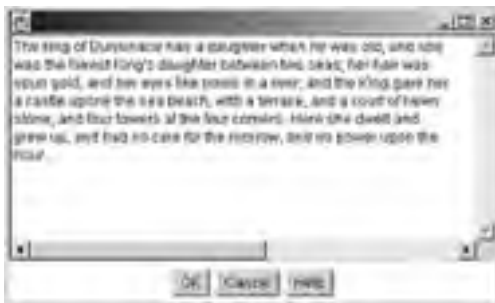 The King of Duntrinace has a daughter when he was old, and she
was the fairest King's daughter between two seas; her hair was
spun gold, and her eyes like pools in a river; and the King gave her
a castle upon the sea beach, with a terrace, and a court of hewn
stone, and four towers at the four corners. Here she dwelt and
grew up, and had no care for the morrow, and no power upon the
hour
OK Cancel Help